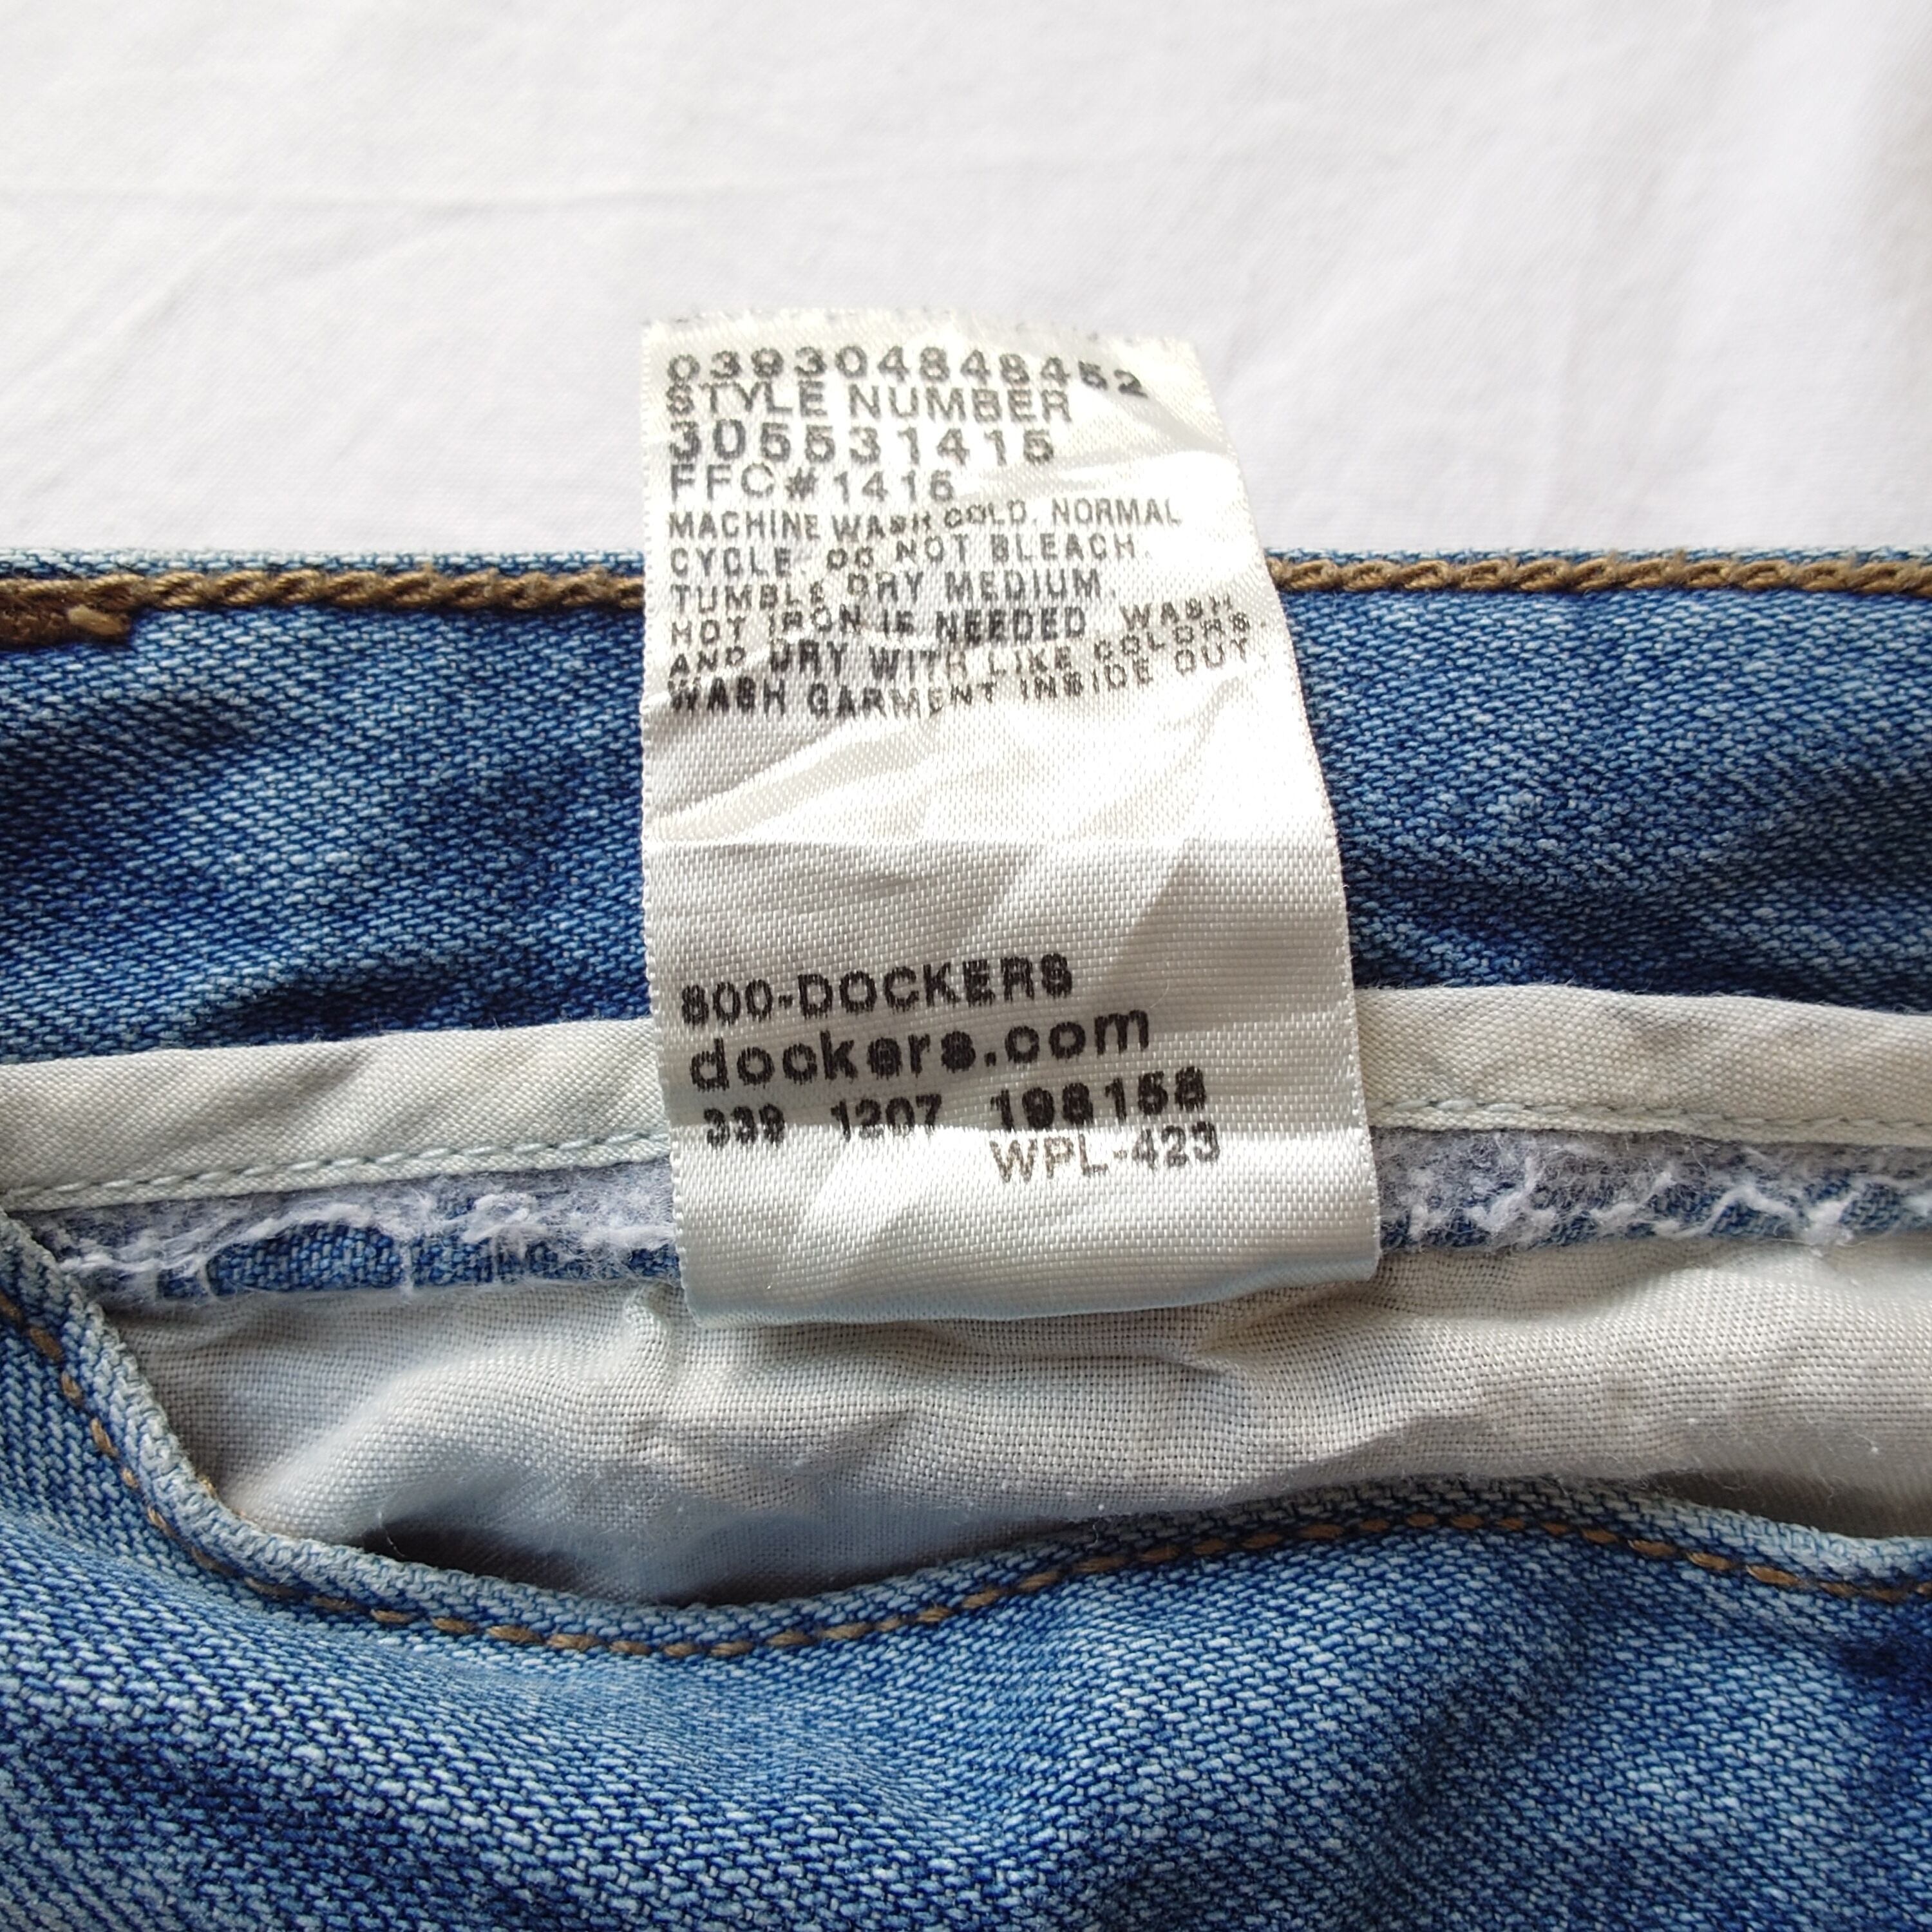 039304848452
STYLE NUMBER
305531415
FFC#1415
MACHINE WASH COLD. NORMAL
CYCLE. DO NOT BLEACH.
TUMBLE DRY MEDIUM.
HOT IRON IF NEEDED. WASH
AND DRY WITH LIKE COLORS.
WASH GARMENT INSIDE OUT.
800-DOCKERS
dockers.com
339 1207 198158
WPL-423